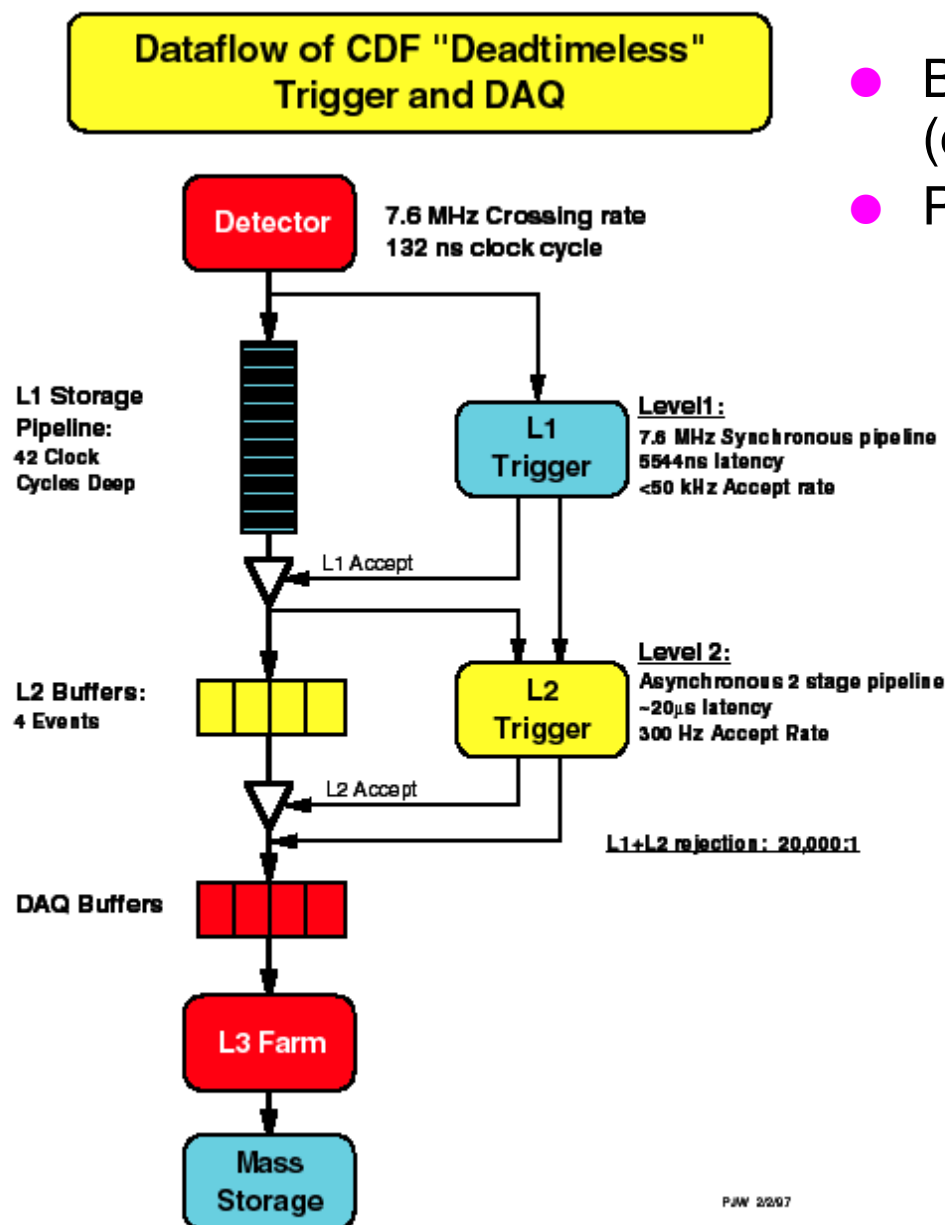 Dataflow of CDF "Deadtimeless"
Trigger and DAQ
B
(
P
Detector
7.6 MHz Crossing rate
132 ns clock cycle
L1 Storage
Pipeline:
42 Clock
Cycles Deep
L1
Trigger
Level1:
7.6 MHz Synchronous pipeline
5544ns latency
<50 kHz Accept rate
L1 Accept
L2 Buffers:
4 Events
L2
Trigger
Level 2:
Asynchronous 2 stage pipeline
~20µs latency
300 Hz Accept Rate
L2 Accept
L1+L2 rejection: 20,000:1
DAQ Buffers
L3 Farm
Mass
Storage
PJW 2/2/97